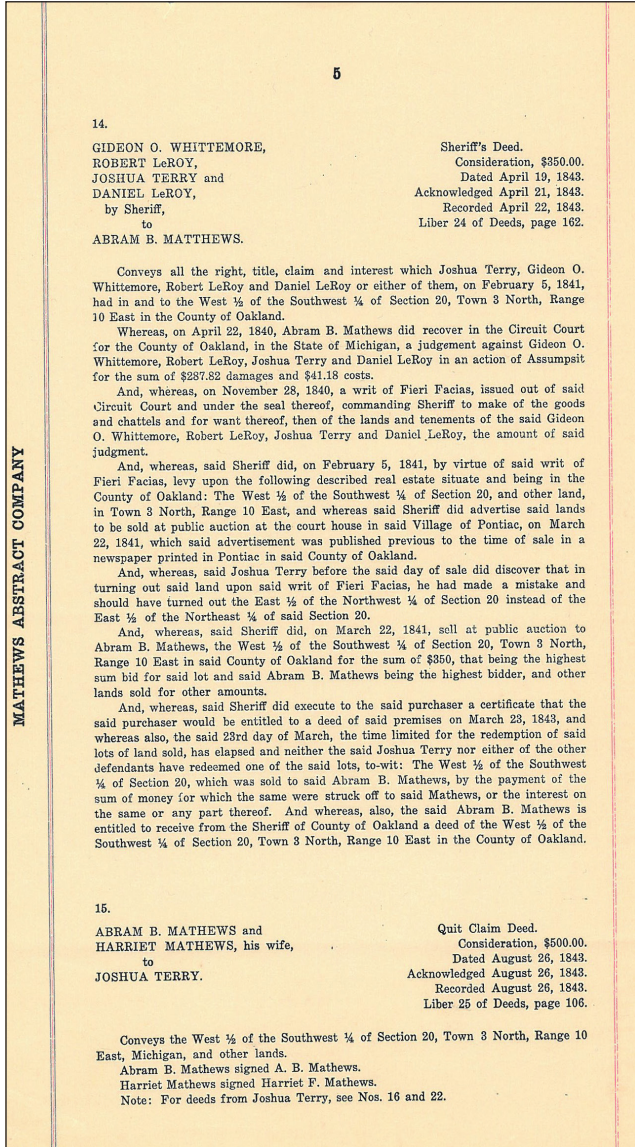 5
14.
GIDEON O. WHITTEMORE,
ROBERT LeROY,
JOSHUA TERRY and
DANIEL LeROY,
by Sheriff,
to
ABRAM B. MATTHEWS.
Sheriff's Deed.
Consideration, $350.00.
Dated April 19, 1843.
Acknowledged April 21, 1843.
Recorded April 22, 1843.
Liber 24 of Deeds, page 162.
Conveys all the right, title, claim and interest which Joshua Terry, Gideon O.
Whittemore, Robert LeRoy and Daniel LeRoy or either of them, on February 5, 1841,
had in and to the West ½ of the Southwest ¼ of Section 20, Town 3 North, Range
10 East in the County of Oakland.
Whereas, on April 22, 1840, Abram B. Mathews did recover in the Circuit Court
for the County of Oakland, in the State of Michigan, a judgement against Gideon O.
Whittemore, Robert LeRoy, Joshua Terry and Daniel LeRoy in an action of Assumpsit
for the sum of $287.82 damages and $41.18 costs.
And, whereas, on November 28, 1840, a writ of Fieri Facias, issued out of said
Circuit Court and under the seal thereof, commanding Sheriff to make of the goods
and chattels and for want thereof, then of the lands and tenements of the said Gideon
O. Whittemore, Robert LeRoy, Joshua Terry and Daniel LeRoy, the amount of said
judgment.
And, whereas, said Sheriff did, on February 5, 1841, by virtue of said writ of
Fieri Facias, levy upon the following described real estate situate and being in the
County of Oakland: The West ½ of the Southwest ¼ of Section 20, and other land,
in Town 3 North, Range 10 East, and whereas said Sheriff did advertise said lands
to be sold at public auction at the court house in said Village of Pontiac, on March
22, 1841, which said advertisement was published previous to the time of sale in a
newspaper printed in Pontiac in said County of Oakland.
And, whereas, said Joshua Terry before the said day of sale did discover that in
turning out said land upon said writ of Fieri Facias, he had made a mistake and
should have turned out the East ½ of the Northwest ¼ of Section 20 instead of the
East ½ of the Northeast ¼ of said Section 20.
And, whereas, said Sheriff did, on March 22, 1841, sell at public auction to
Abram B. Mathews, the West ½ of the Southwest ¼ of Section 20, Town 3 North,
Range 10 East in said County of Oakland for the sum of $350, that being the highest
sum bid for said lot and said Abram B. Mathews being the highest bidder, and other
lands sold for other amounts.
And, whereas, said Sheriff did execute to the said purchaser a certificate that the
said purchaser would be entitled to a deed of said premises on March 23, 1843, and
whereas also, the said 23rd day of March, the time limited for the redemption of said
lots of land sold, has elapsed and neither the said Joshua Terry nor either of the other
defendants have redeemed one of the said lots, to-wit: The West ½ of the Southwest
¼ of Section 20, which was sold to said Abram B. Mathews, by the payment of the
sum of money for which the same were struck off to said Mathews, or the interest on
the same or any part thereof. And whereas, also, the said Abram B. Mathews is
entitled to receive from the Sheriff of County of Oakland a deed of the West ½ of the
Southwest ¼ of Section 20, Town 3 North, Range 10 East in the County of Oakland.
15.
ABRAM B. MATHEWS and
HARRIET MATHEWS, his wife,
to
JOSHUA TERRY.
Quit Claim Deed.
Consideration, $500.00.
Dated August 26, 1843.
Acknowledged August 26, 1843.
Recorded August 26, 1843.
Liber 25 of Deeds, page 106.
Conveys the West ½ of the Southwest ¼ of Section 20, Town 3 North, Range 10
East, Michigan, and other lands.
Abram B. Mathews signed A. B. Mathews.
Harriet Mathews signed Harriet F. Mathews.
Note: For deeds from Joshua Terry, see Nos. 16 and 22.
MATHEWS ABSTRACT COMPANY